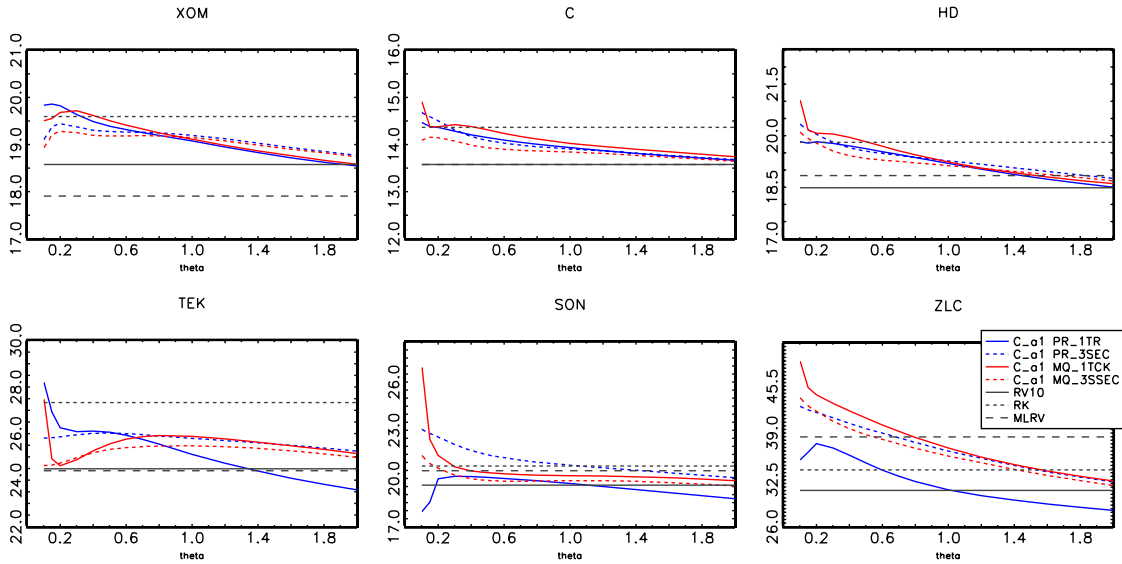 XOM
C
HD
21.0
20.0
19.0
18.0
17.0
0.2 0.6 1.0 1.4 1.8
theta
16.0
15.0
14.0
13.0
12.0
0.2 0.6 1.0 1.4 1.8
theta
21.5
20.0
18.5
17.0
0.2 0.6 1.0 1.4 1.8
theta
TEK
SON
ZLC
30.0
28.0
26.0
24.0
22.0
0.2 0.6 1.0 1.4 1.8
theta
26.0
23.0
20.0
17.0
0.2 0.6 1.0 1.4 1.8
theta
45.5
39.0
32.5
26.0
0.2 0.6 1.0 1.4 1.8
theta
C_a1 PR_1TR
C_a1 PR_3SEC
C_a1 MQ_1TCK
C_a1 MQ_3SSEC
RV10
RK
MLRV